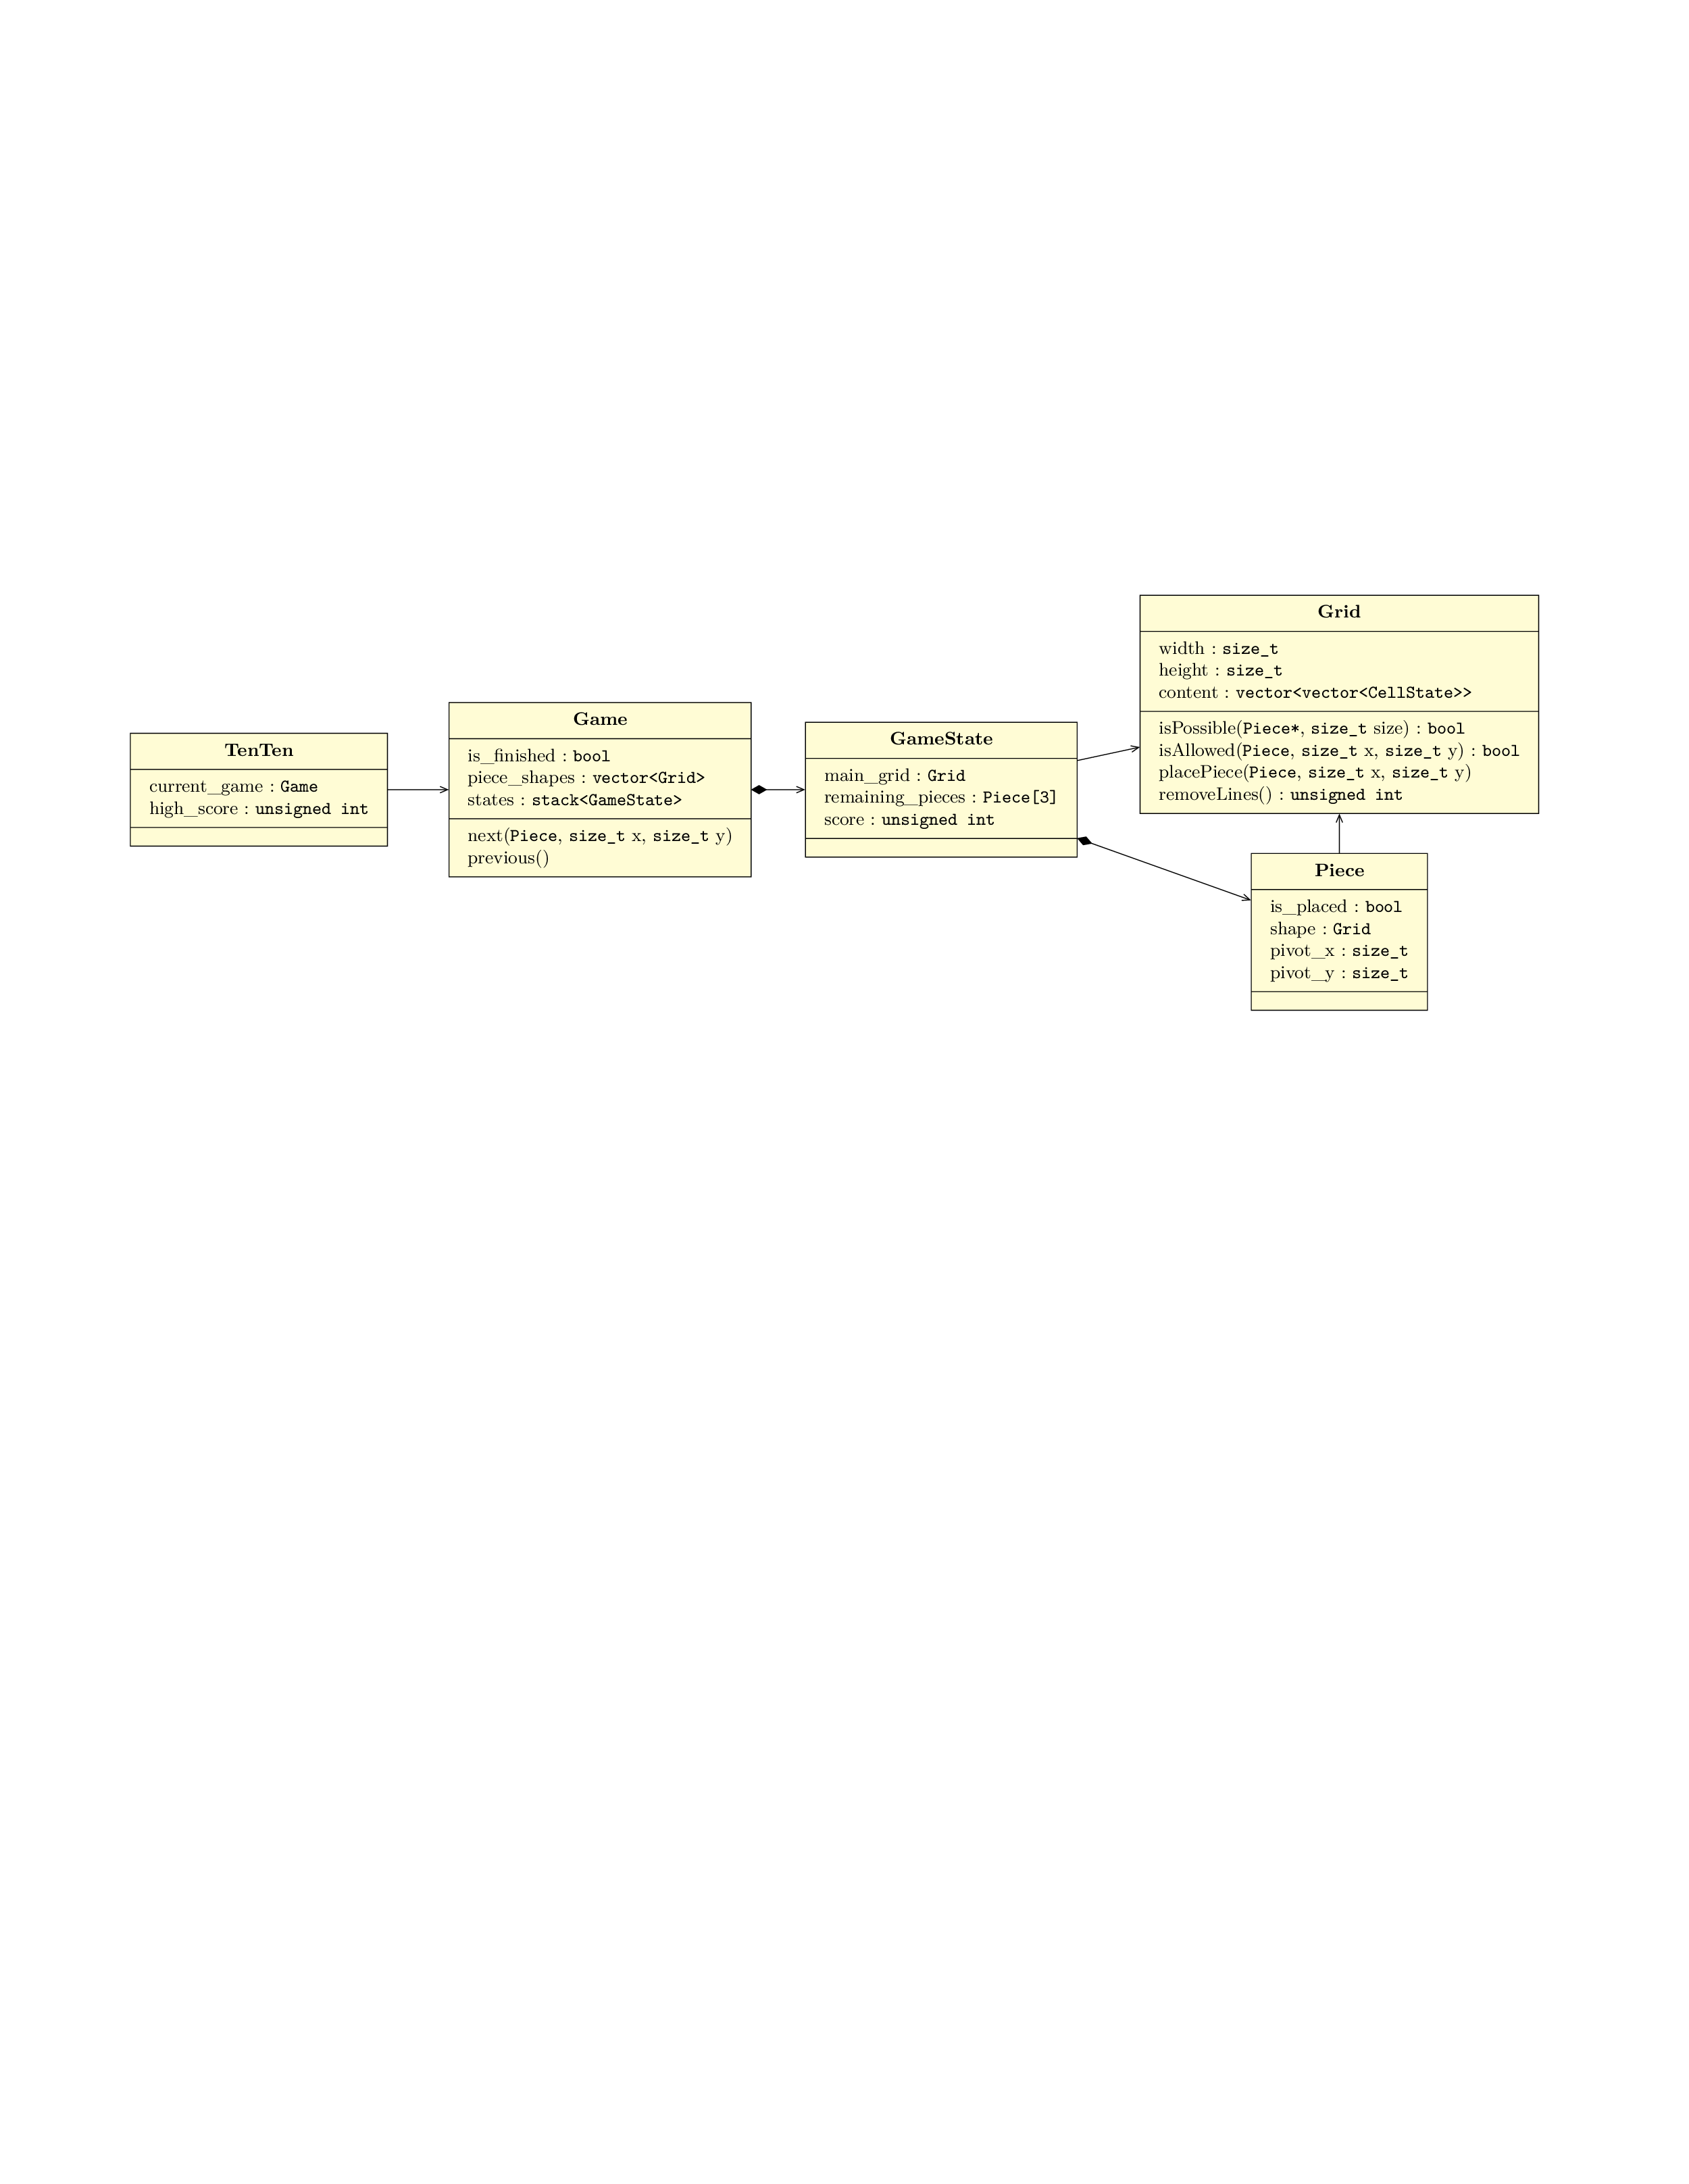 TenTen
current_game : Game
high_score : unsigned int
Game
is_finished : bool
piece_shapes : vector<Grid>
states : stack<GameState>
next(Piece, size_t x, size_t y)
previous()
GameState
main_grid : Grid
remaining_pieces : Piece[3]
score : unsigned int
Grid
width : size_t
height : size_t
content : vector<vector<CellState>>
isPossible(Piece*, size_t size) : bool
isAllowed(Piece, size_t x, size_t y) : bool
placePiece(Piece, size_t x, size_t y)
removeLines() : unsigned int
Piece
is_placed : bool
shape : Grid
pivot_x : size_t
pivot_y : size_t